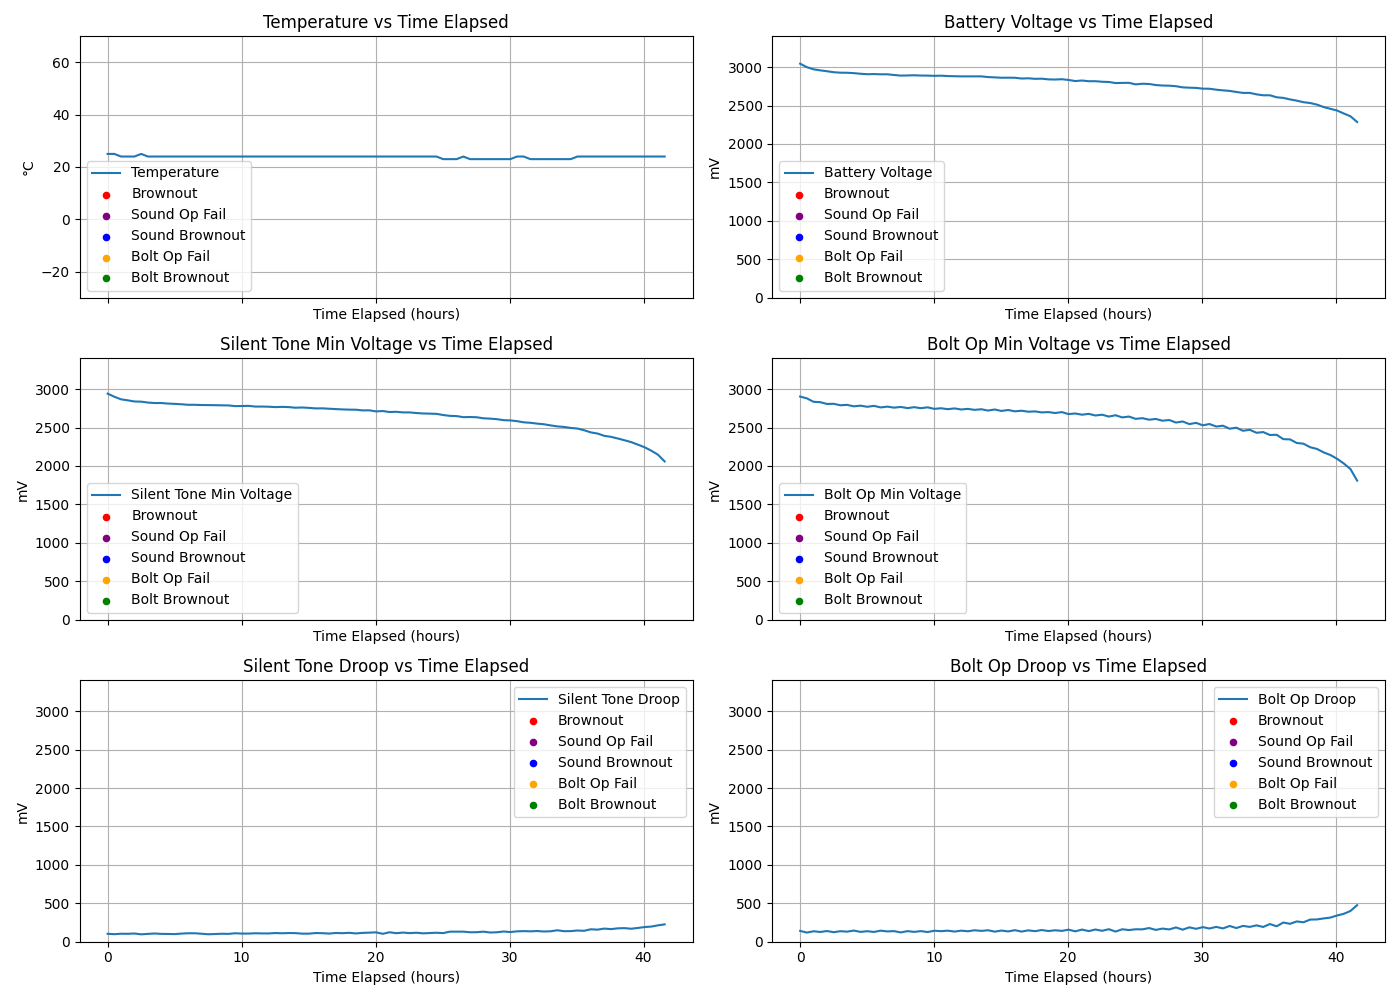 Temperature vs Time Elapsed
60
40
20
0
−20
°C
Temperature
Brownout
Sound Op Fail
Sound Brownout
Bolt Op Fail
Bolt Brownout
Time Elapsed (hours)
Battery Voltage vs Time Elapsed
3000
2500
2000
1500
1000
500
0
mV
Battery Voltage
Brownout
Sound Op Fail
Sound Brownout
Bolt Op Fail
Bolt Brownout
Time Elapsed (hours)
Silent Tone Min Voltage vs Time Elapsed
3000
2500
2000
1500
1000
500
0
mV
Silent Tone Min Voltage
Brownout
Sound Op Fail
Sound Brownout
Bolt Op Fail
Bolt Brownout
Time Elapsed (hours)
Bolt Op Min Voltage vs Time Elapsed
3000
2500
2000
1500
1000
500
0
mV
Bolt Op Min Voltage
Brownout
Sound Op Fail
Sound Brownout
Bolt Op Fail
Bolt Brownout
Time Elapsed (hours)
Silent Tone Droop vs Time Elapsed
3000
2500
2000
1500
1000
500
0
mV
Silent Tone Droop
Brownout
Sound Op Fail
Sound Brownout
Bolt Op Fail
Bolt Brownout
0 10 20 30 40
Time Elapsed (hours)
Bolt Op Droop vs Time Elapsed
3000
2500
2000
1500
1000
500
0
mV
Bolt Op Droop
Brownout
Sound Op Fail
Sound Brownout
Bolt Op Fail
Bolt Brownout
0 10 20 30 40
Time Elapsed (hours)